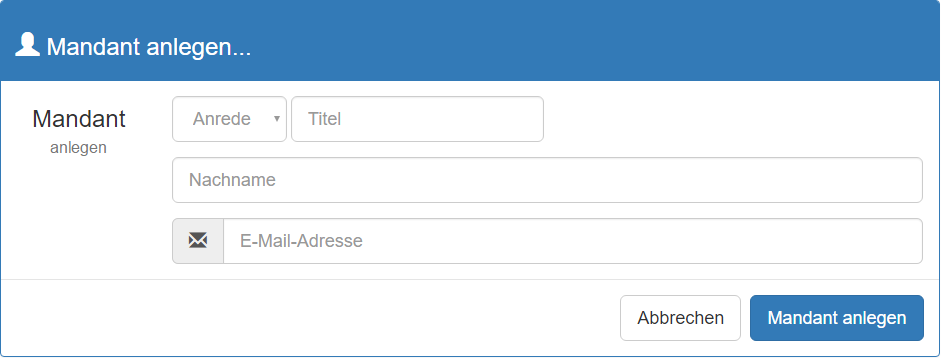 Mandant anlegen...
Mandant
anlegen
Anrede Titel
Nachname
E-Mail-Adresse
Abbrechen Mandant anlegen